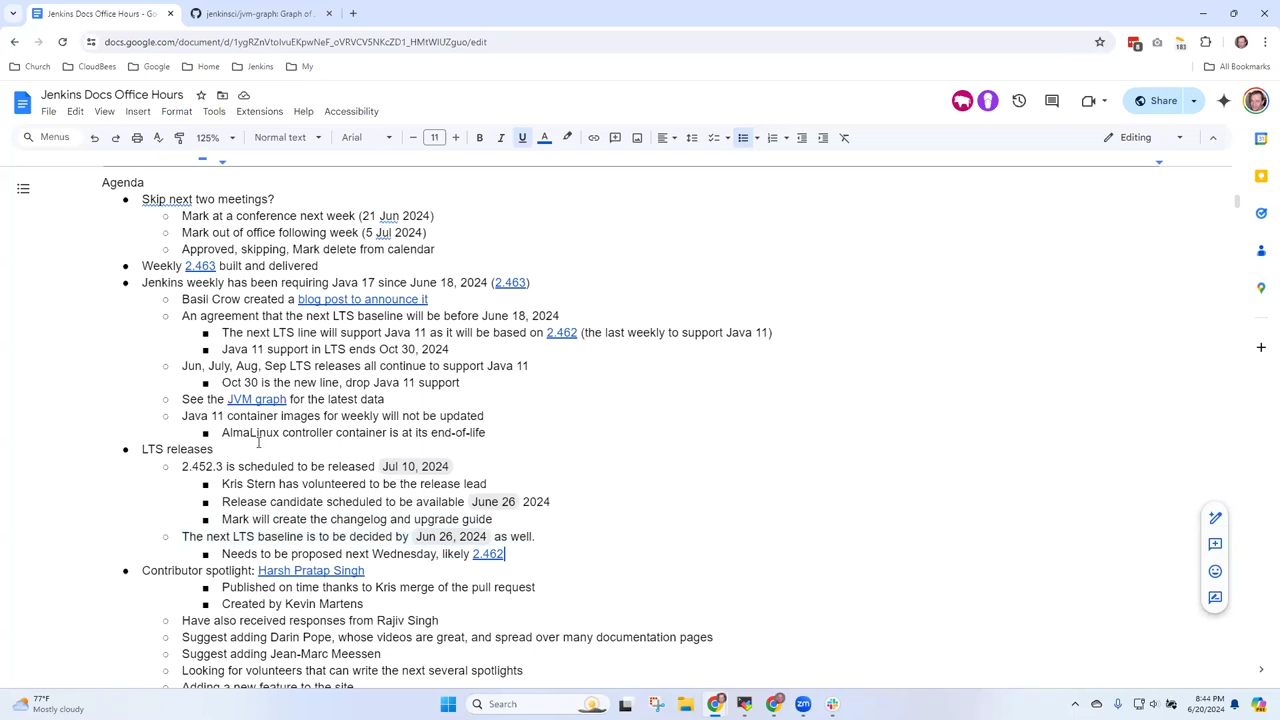 Jenkins Docs Office Hours - Go
jenkinsci/jvm-graph: Graph of
docs.google.com/document/d/1ygRZnVtolvuEKpwNeF_oVRVCV5NKcZD1_HMtWlUZguo/edit
8
183
Church
CloudBees
Google
Home
Jenkins
My
All Bookmarks
Jenkins Docs Office Hours
File Edit View Insert Format Tools Extensions Help Accessibility
Share
Menus
125%
Normal text
Arial
11
Editing
Agenda
Skip next two meetings?
Mark at a conference next week (21 Jun 2024)
Mark out of office following week (5 Jul 2024)
Approved, skipping, Mark delete from calendar
Weekly 2.463 built and delivered
Jenkins weekly has been requiring Java 17 since June 18, 2024 (2.463)
Basil Crow created a blog post to announce it
An agreement that the next LTS baseline will be before June 18, 2024
The next LTS line will support Java 11 as it will be based on 2.462 (the last weekly to support Java 11)
Java 11 support in LTS ends Oct 30, 2024
Jun, July, Aug, Sep LTS releases all continue to support Java 11
Oct 30 is the new line, drop Java 11 support
See the JVM graph for the latest data
Java 11 container images for weekly will not be updated
AlmaLinux controller container is at its end-of-life
LTS releases
2.452.3 is scheduled to be released Jul 10, 2024
Kris Stern has volunteered to be the release lead
Release candidate scheduled to be available June 26 2024
Mark will create the changelog and upgrade guide
The next LTS baseline is to be decided by Jun 26, 2024 as well.
Needs to be proposed next Wednesday, likely 2.462
Contributor spotlight: Harsh Pratap Singh
Published on time thanks to Kris merge of the pull request
Created by Kevin Martens
Have also received responses from Rajiv Singh
Suggest adding Darin Pope, whose videos are great, and spread over many documentation pages
Suggest adding Jean-Marc Meessen
Looking for volunteers that can write the next several spotlights
Adding a new feature to the site
77°F
Mostly cloudy
Search
8:44 PM
6/20/2024